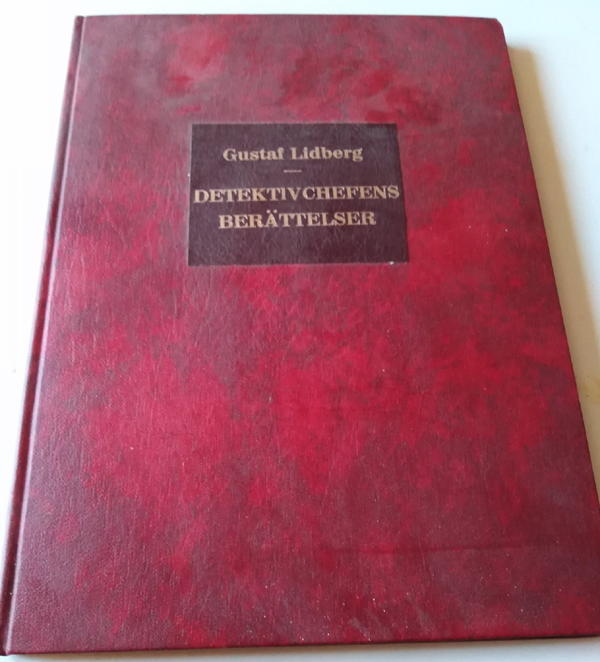 Gustaf Lidberg
DETEKTIVCHEFENS
BERÄTTELSER